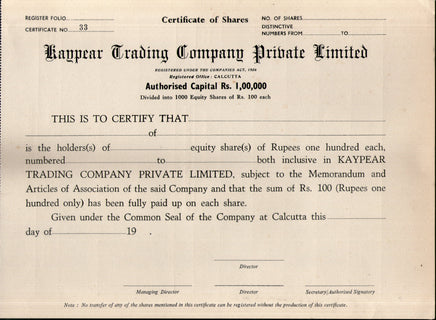 REGISTER FOLIO
Certificate of Shares
NO. OF SHARES
CERTIFICATE NO. 33
DISTINCTIVE
NUMBERS FROM TO
Kaypear Trading Company Private Limited
REGISTERED UNDER THE COMPANIES ACT, 1956
Registered Office : CALCUTTA
Authorised Capital Rs. 1,00,000
Divided into 1000 Equity Shares of Rs. 100 each
THIS IS TO CERTIFY THAT
of
is the holders(s) of equity share(s) of Rupees one hundred each,
numbered to both inclusive in KAYPEAR
TRADING COMPANY PRIVATE LIMITED, subject to the Memorandum and
Articles of Association of the said Company and that the sum of Rs. 100 (Rupees one
hundred only) has been fully paid up on each share.
Given under the Common Seal of the Company at Calcutta this
day of 19 .
Director
Managing Director Director Secretary/Authorised Signatory
Note : No transfer of any of the shares mentioned in this certificate can be registered without the production of this certificate.